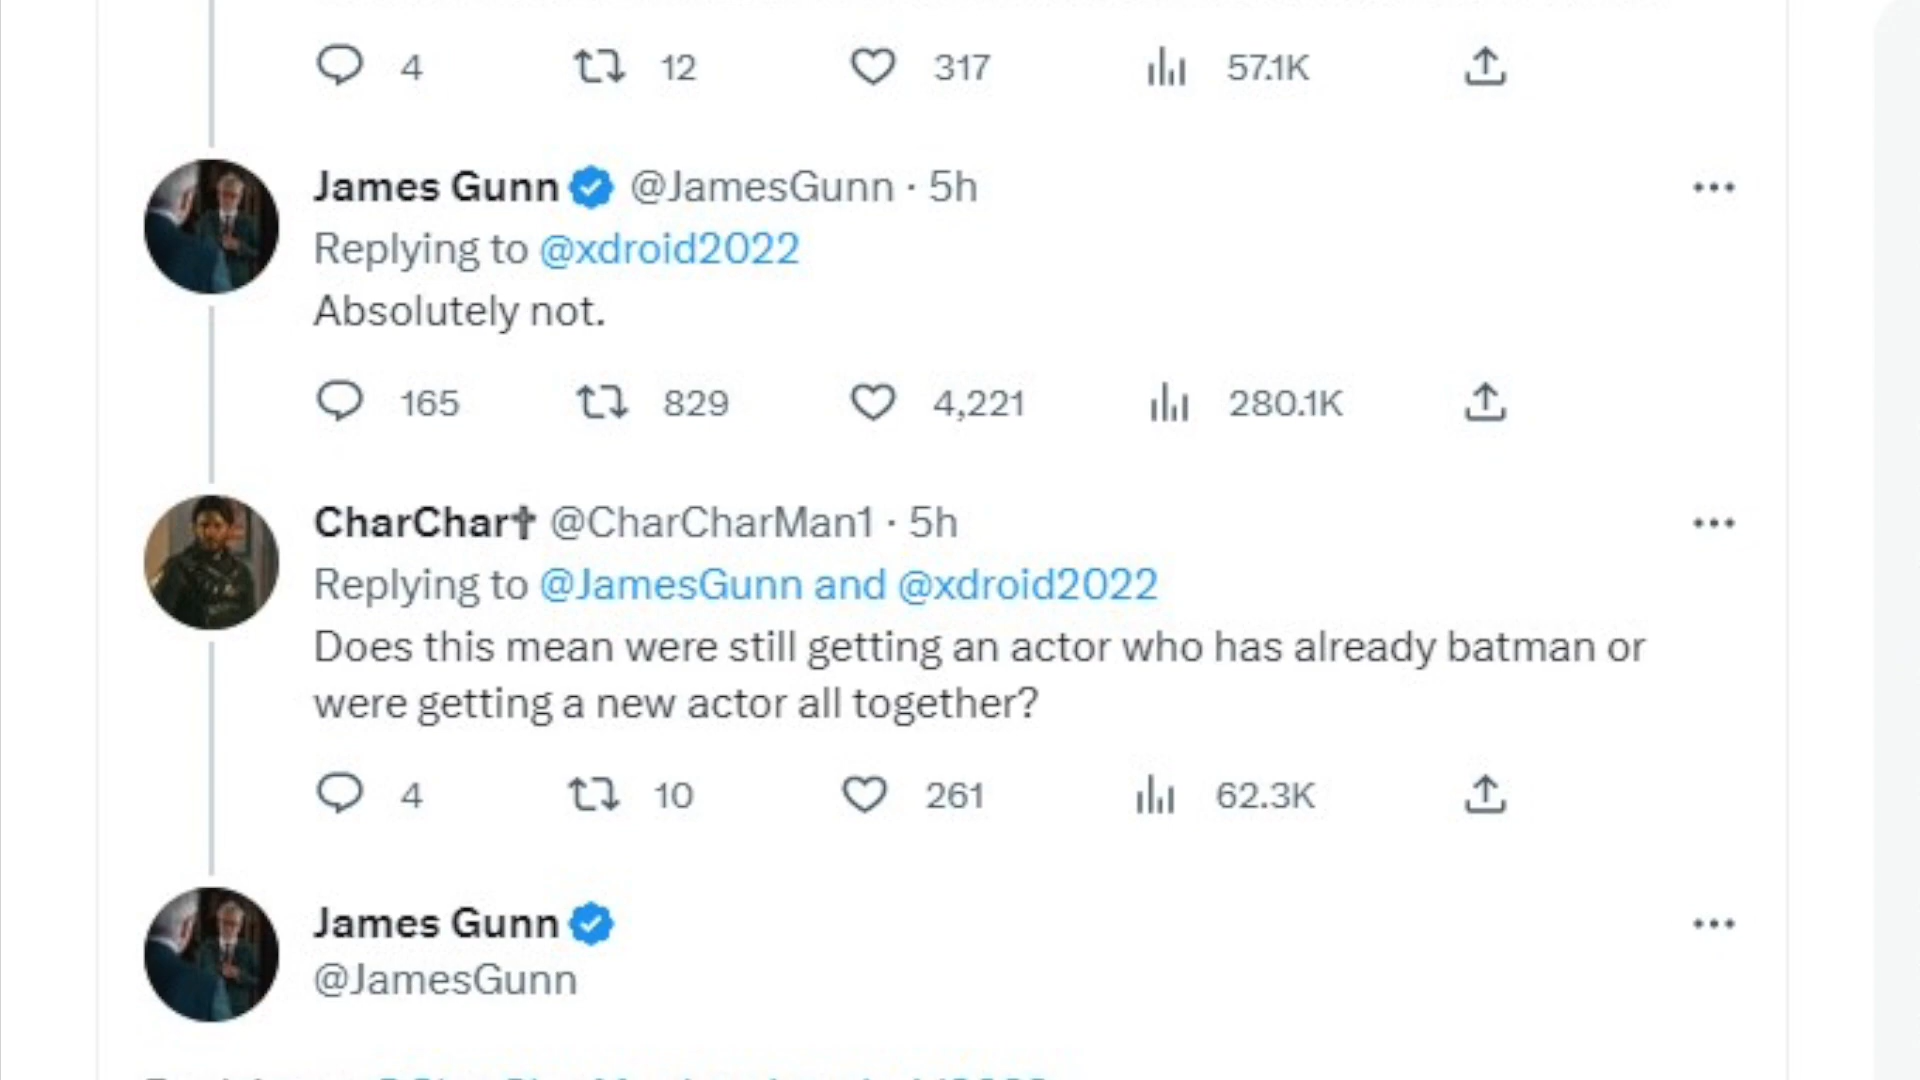 4 12 317 57.1K
James Gunn @JamesGunn · 5h
Replying to @xdroid2022
Absolutely not.
165 829 4,221 280.1K
CharChar✝ @CharCharMan1 · 5h
Replying to @JamesGunn and @xdroid2022
Does this mean were still getting an actor who has already batman or
were getting a new actor all together?
4 10 261 62.3K
James Gunn
@JamesGunn